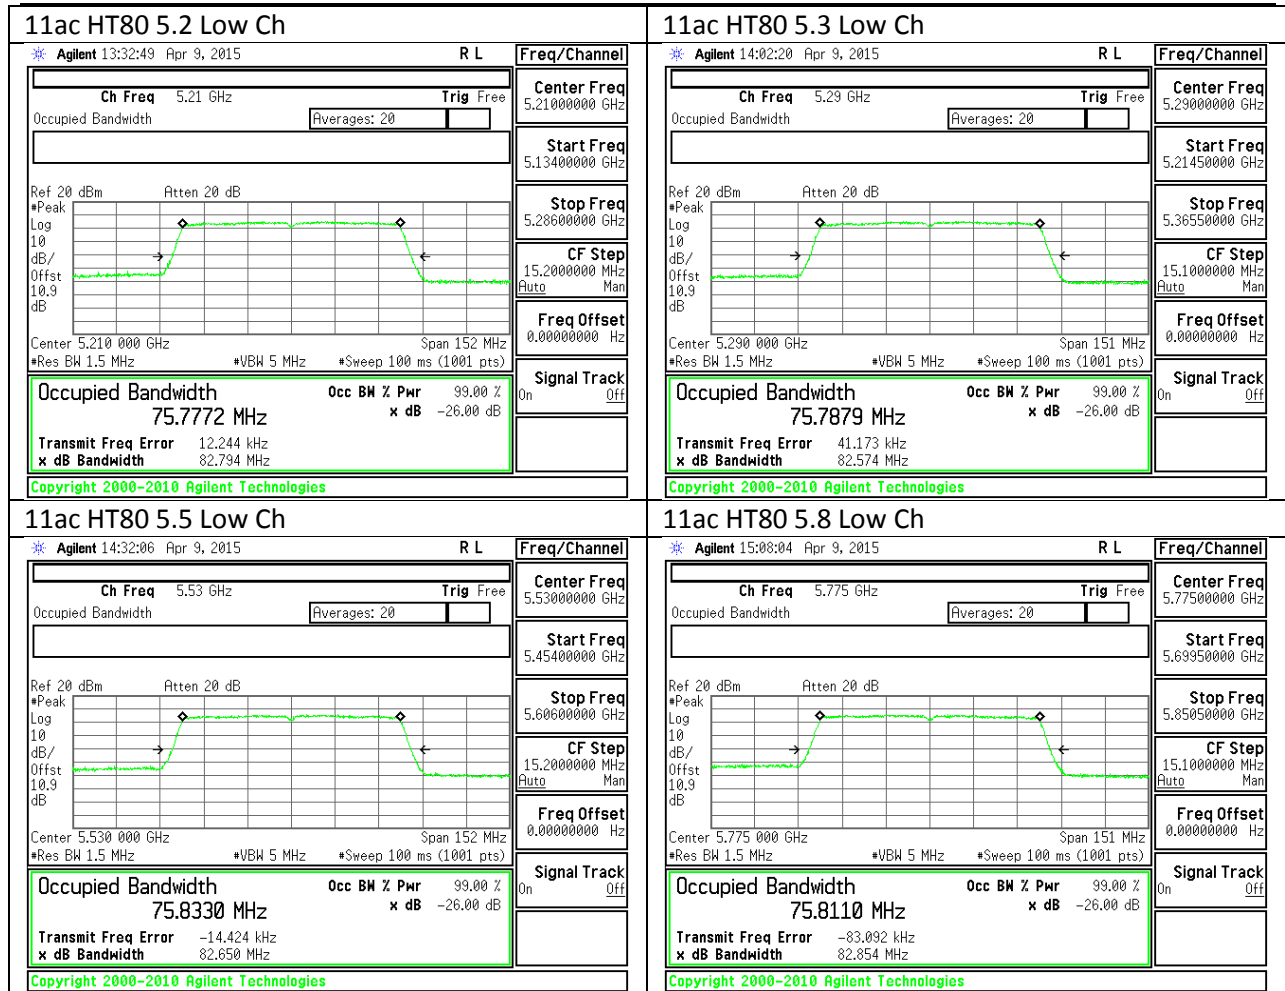 11ac HT80 5.2 Low Ch
Agilent 13:32:49 Apr 9, 2015 R L
Freq/Channel
Ch Freq 5.21 GHz Trig Free
Occupied Bandwidth Averages: 20
Center Freq
5.21000000 GHz
Start Freq
5.13400000 GHz
Ref 20 dBm Atten 20 dB
#Peak
Log
10
dB/
Offst
10.9
dB
Stop Freq
5.28600000 GHz
CF Step
15.2000000 MHz
Auto Man
Freq Offset
0.00000000 Hz
Center 5.210 000 GHz Span 152 MHz
#Res BW 1.5 MHz #VBW 5 MHz #Sweep 100 ms (1001 pts)
Signal Track
On Off
Occupied Bandwidth Occ BW % Pwr 99.00 %
75.7772 MHz x dB -26.00 dB
Transmit Freq Error 12.244 kHz
x dB Bandwidth 82.794 MHz
Copyright 2000-2010 Agilent Technologies
11ac HT80 5.3 Low Ch
Agilent 14:02:20 Apr 9, 2015 R L
Freq/Channel
Ch Freq 5.29 GHz Trig Free
Occupied Bandwidth Averages: 20
Center Freq
5.29000000 GHz
Start Freq
5.21450000 GHz
Ref 20 dBm Atten 20 dB
#Peak
Log
10
dB/
Offst
10.9
dB
Stop Freq
5.36550000 GHz
CF Step
15.1000000 MHz
Auto Man
Freq Offset
0.00000000 Hz
Center 5.290 000 GHz Span 151 MHz
#Res BW 1.5 MHz #VBW 5 MHz #Sweep 100 ms (1001 pts)
Signal Track
On Off
Occupied Bandwidth Occ BW % Pwr 99.00 %
75.7879 MHz x dB -26.00 dB
Transmit Freq Error 41.173 kHz
x dB Bandwidth 82.574 MHz
Copyright 2000-2010 Agilent Technologies
11ac HT80 5.5 Low Ch
Agilent 14:32:06 Apr 9, 2015 R L
Freq/Channel
Ch Freq 5.53 GHz Trig Free
Occupied Bandwidth Averages: 20
Center Freq
5.53000000 GHz
Start Freq
5.45400000 GHz
Ref 20 dBm Atten 20 dB
#Peak
Log
10
dB/
Offst
10.9
dB
Stop Freq
5.60600000 GHz
CF Step
15.2000000 MHz
Auto Man
Freq Offset
0.00000000 Hz
Center 5.530 000 GHz Span 152 MHz
#Res BW 1.5 MHz #VBW 5 MHz #Sweep 100 ms (1001 pts)
Signal Track
On Off
Occupied Bandwidth Occ BW % Pwr 99.00 %
75.8330 MHz x dB -26.00 dB
Transmit Freq Error -14.424 kHz
x dB Bandwidth 82.650 MHz
Copyright 2000-2010 Agilent Technologies
11ac HT80 5.8 Low Ch
Agilent 15:08:04 Apr 9, 2015 R L
Freq/Channel
Ch Freq 5.775 GHz Trig Free
Occupied Bandwidth Averages: 20
Center Freq
5.77500000 GHz
Start Freq
5.69950000 GHz
Ref 20 dBm Atten 20 dB
#Peak
Log
10
dB/
Offst
10.9
dB
Stop Freq
5.85050000 GHz
CF Step
15.1000000 MHz
Auto Man
Freq Offset
0.00000000 Hz
Center 5.775 000 GHz Span 151 MHz
#Res BW 1.5 MHz #VBW 5 MHz #Sweep 100 ms (1001 pts)
Signal Track
On Off
Occupied Bandwidth Occ BW % Pwr 99.00 %
75.8110 MHz x dB -26.00 dB
Transmit Freq Error -83.092 kHz
x dB Bandwidth 82.854 MHz
Copyright 2000-2010 Agilent Technologies